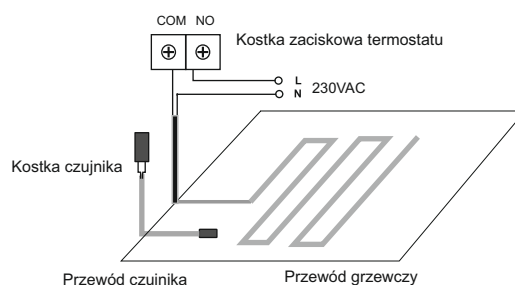 COM NO
Kostka zaciskowa termostatu
L
N 230VAC
Kostka czujnika
Przewód czujnika
Przewód grzewczy